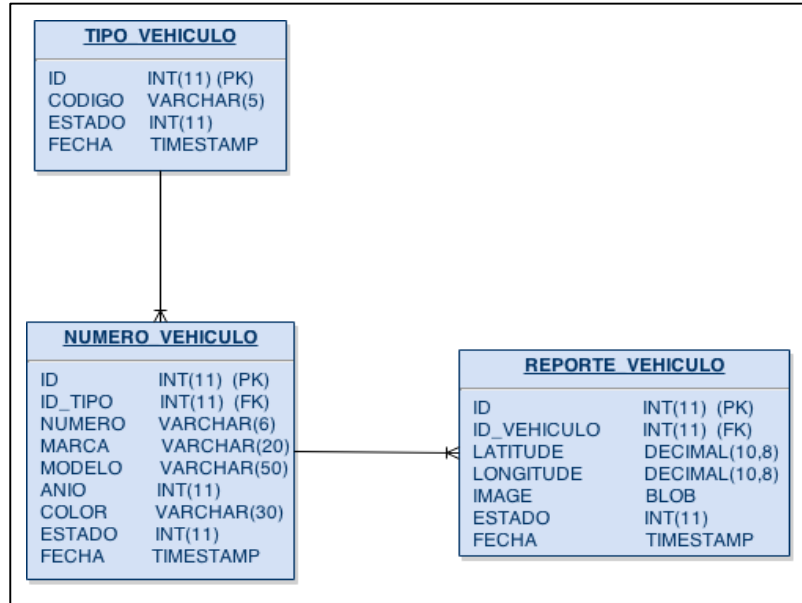 TIPO_VEHICULO
ID INT(11) (PK)
CODIGO VARCHAR(5)
ESTADO INT(11)
FECHA TIMESTAMP
NUMERO_VEHICULO
ID INT(11) (PK)
ID_TIPO INT(11) (FK)
NUMERO VARCHAR(6)
MARCA VARCHAR(20)
MODELO VARCHAR(50)
ANIO INT(11)
COLOR VARCHAR(30)
ESTADO INT(11)
FECHA TIMESTAMP
REPORTE_VEHICULO
ID INT(11) (PK)
ID_VEHICULO INT(11) (FK)
LATITUDE DECIMAL(10,8)
LONGITUDE DECIMAL(10,8)
IMAGE BLOB
ESTADO INT(11)
FECHA TIMESTAMP